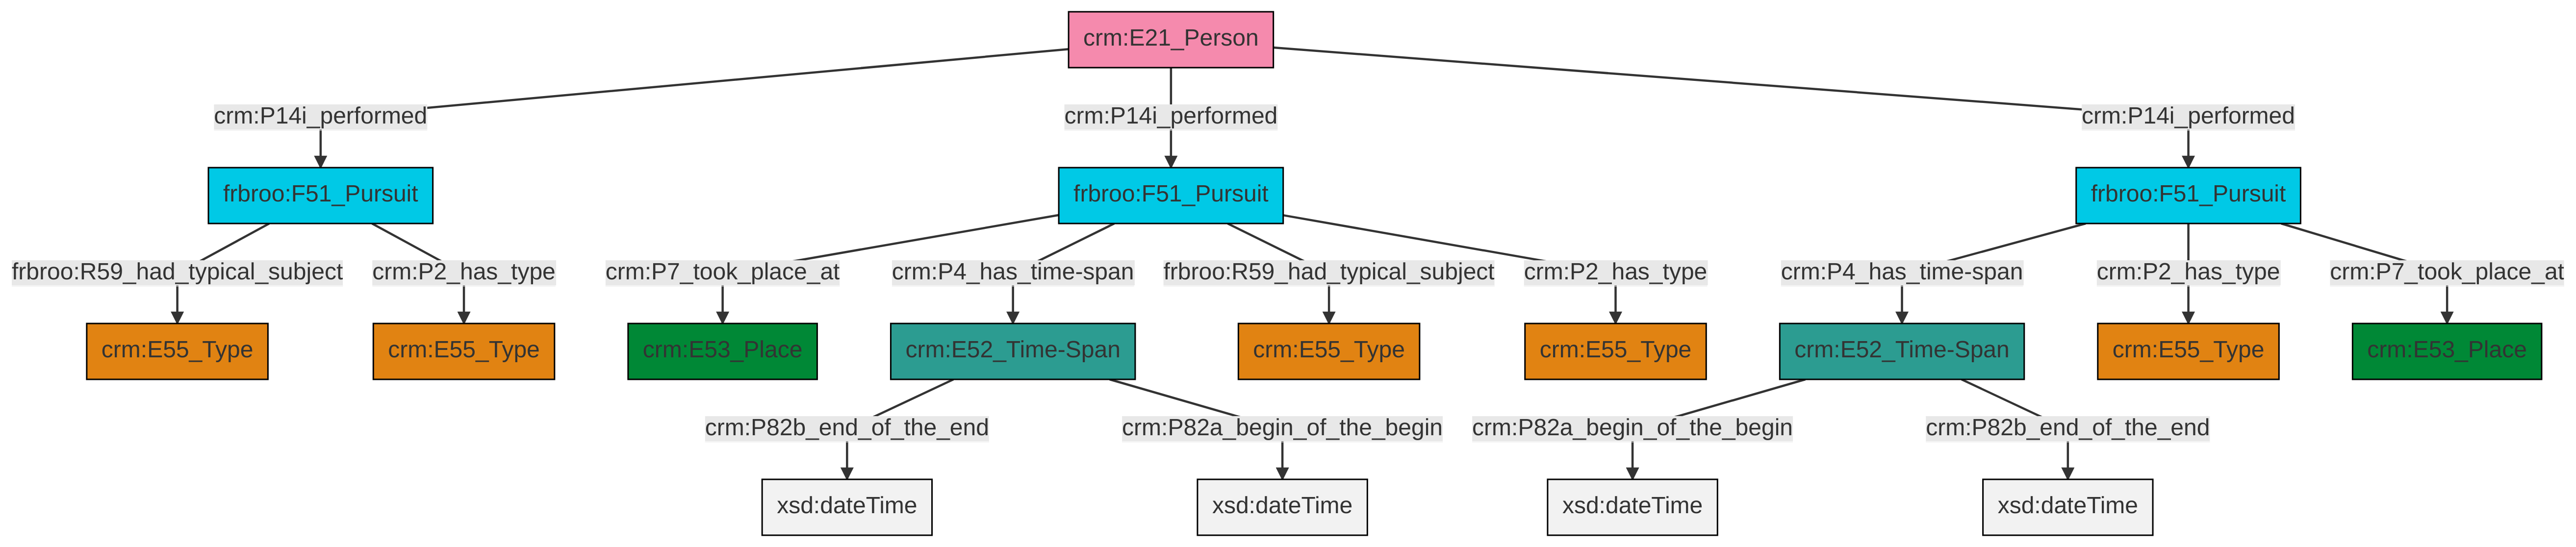 crm:E21_Person
crm:P14i_performed
crm:P14i_performed
crm:P14i_performed
frbroo:F51_Pursuit
frbroo:F51_Pursuit
frbroo:F51_Pursuit
frbroo:R59_had_typical_subject
crm:P2_has_type
crm:P7_took_place_at
crm:P4_has_time-span
frbroo:R59_had_typical_subject
crm:P2_has_type
crm:P4_has_time-span
crm:P2_has_type
crm:P7_took_place_at
crm:E55_Type
crm:E55_Type
crm:E53_Place
crm:E52_Time-Span
crm:E55_Type
crm:E55_Type
crm:E52_Time-Span
crm:E55_Type
crm:E53_Place
crm:P82b_end_of_the_end
crm:P82a_begin_of_the_begin
crm:P82a_begin_of_the_begin
crm:P82b_end_of_the_end
xsd:dateTime
xsd:dateTime
xsd:dateTime
xsd:dateTime